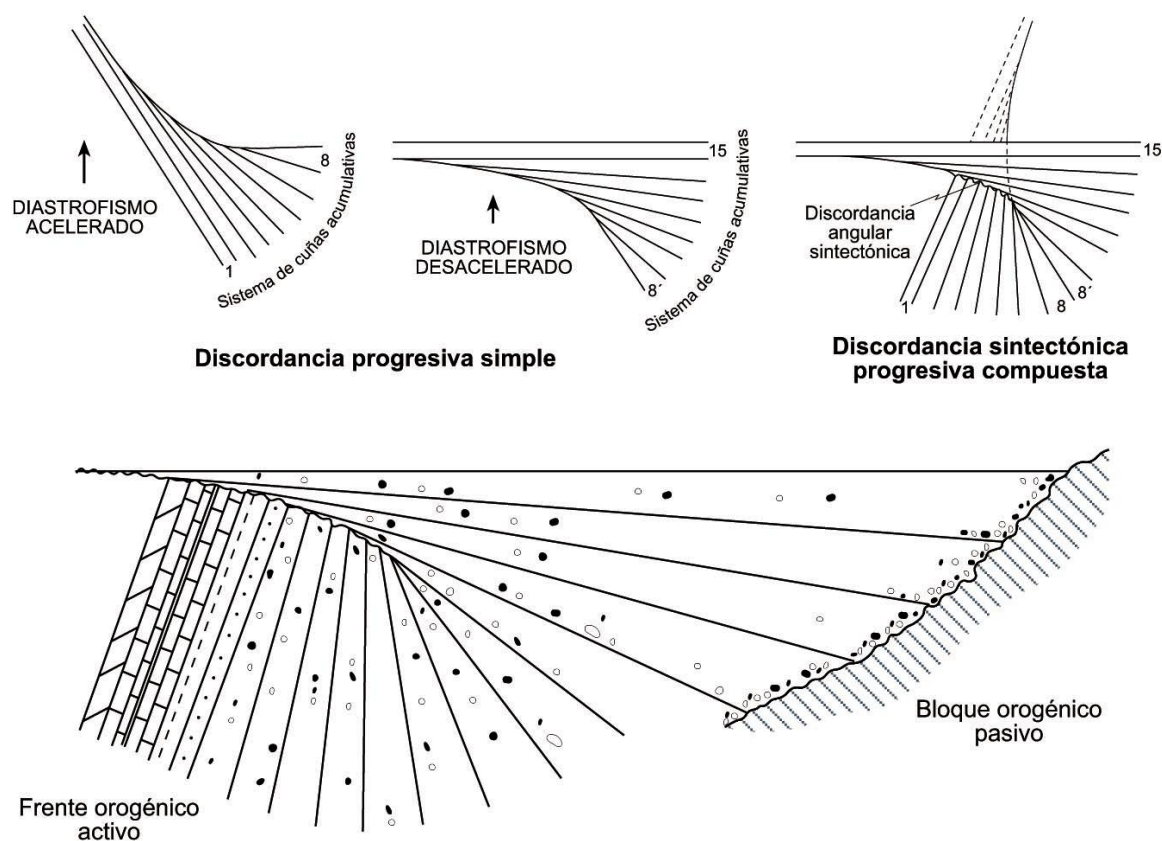 DIASTROFISMO
ACELERADO
1
8
Sistema de cuñas acumulativas
DIASTROFISMO
DESACELERADO
8´
15
Sistema de cuñas acumulativas
Discordancia progresiva simple
15
Discordancia
angular
sintectónica
1
8
8´
Discordancia sintectónica
progresiva compuesta
Frente orogénico
activo
Bloque orogénico
pasivo